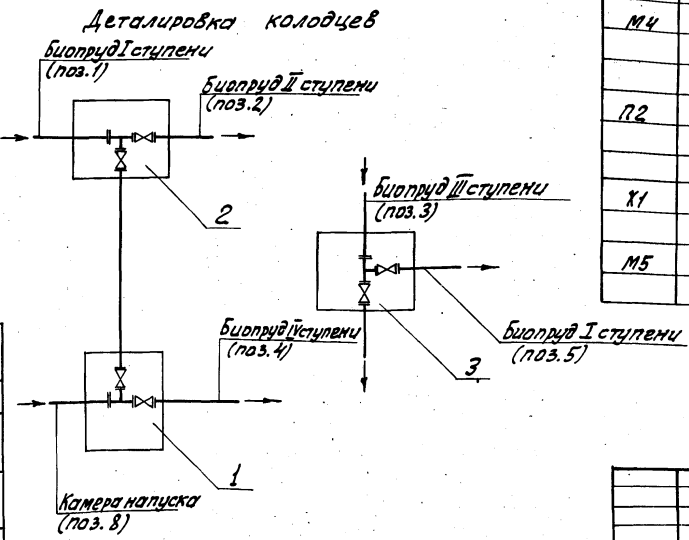 Деталировка колодцев
Биопруд I ступени
(поз.1)
Биопруд II ступени
(поз.2)
2
Биопруд III ступени
(поз.3)
Биопруд IV ступени
(поз.4)
Биопруд I ступени
(поз.5)
3
1
Камера напуска
(поз.8)
М4
П2
Х1
М5